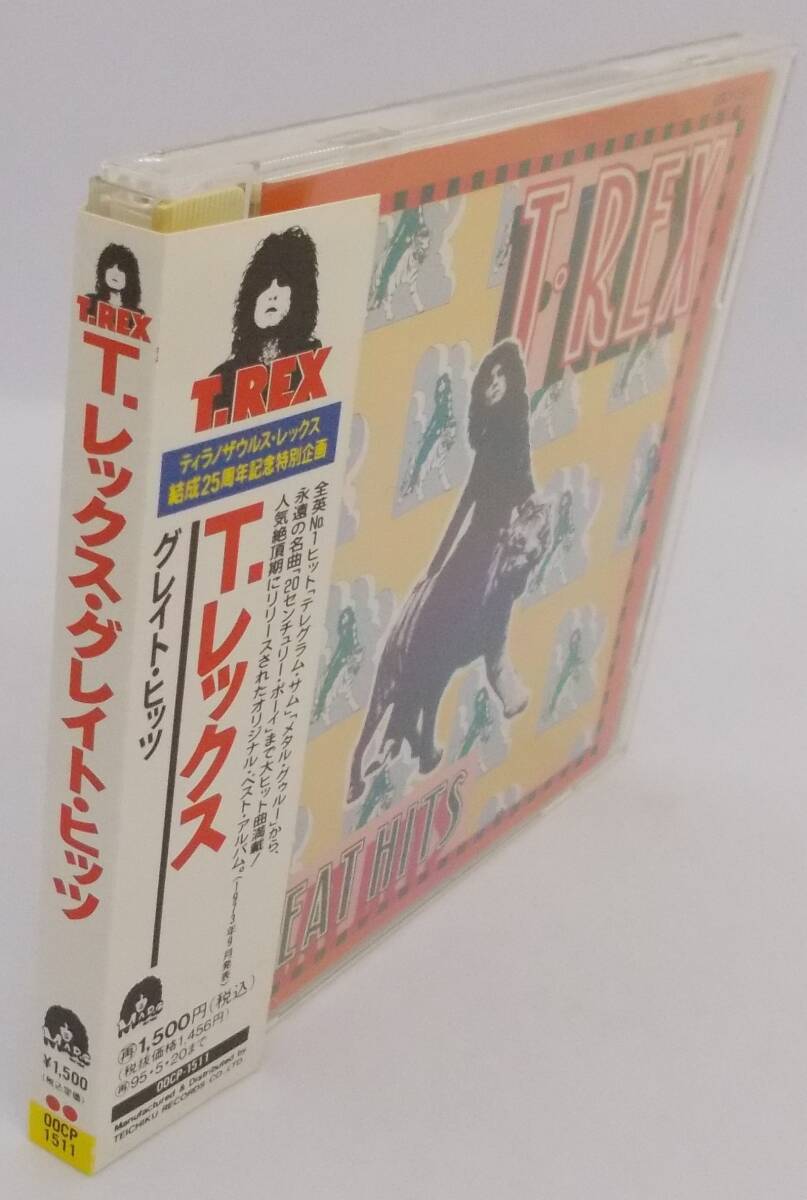 T.REX
T.レックス・グレイト・ヒッツ
MARC
¥1,500
(税込定価)
00CP
1511
T.REX
ティラノザウルス・レックス
結成25周年記念特別企画
T.レックス
グレイト・ヒッツ
全英No.1ヒット「テレグラム・サム」「メタル・グゥルー」から、
永遠の名曲「20センチュリー・ボーイ」まで大ヒット曲満載!
人気絶頂期にリリースされたオリジナル・ベスト・アルバム。(1973年9月発表)
MARC
再1,500円(税込)
(税抜価格1,456円)
再95・5・20まで
00CP-1511
Manufactured & Distributed by
TEICHIKU RECORDS CO., LTD.
T・REX
EAT HITS